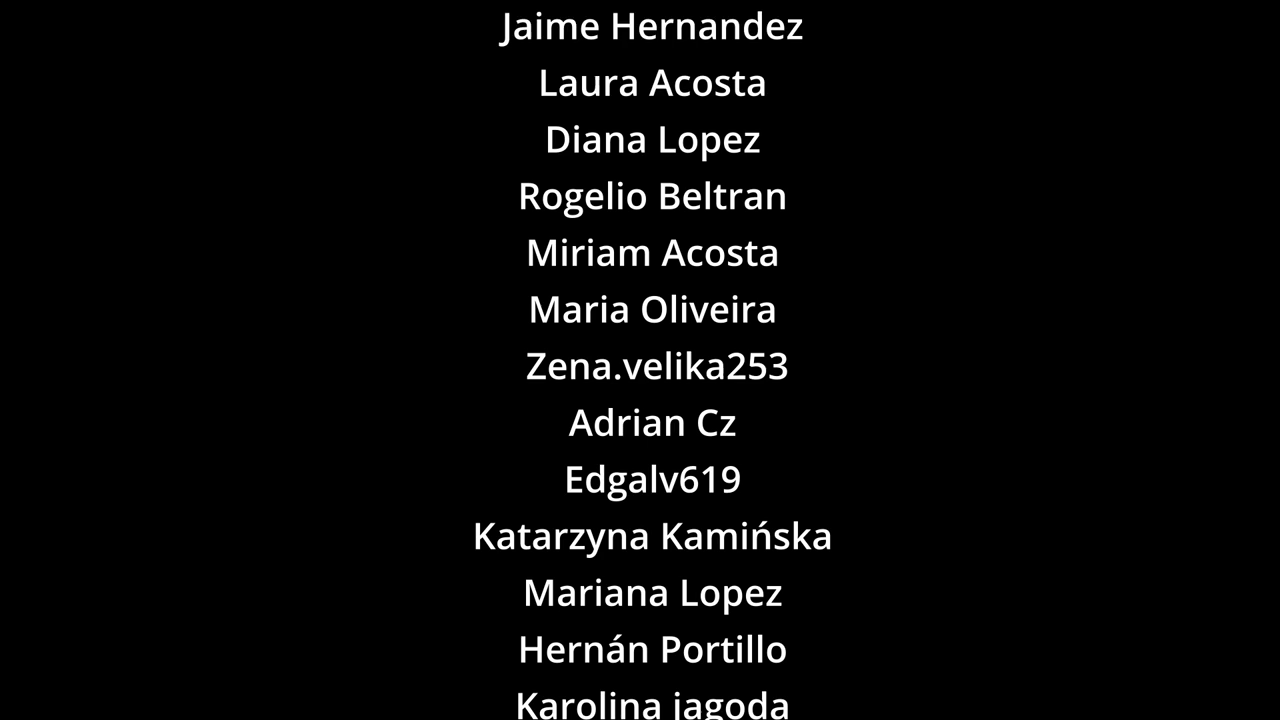 Jaime Hernandez
Laura Acosta
Diana Lopez
Rogelio Beltran
Miriam Acosta
Maria Oliveira
Zena.velika253
Adrian Cz
Edgalv619
Katarzyna Kamińska
Mariana Lopez
Hernán Portillo
Karolina jagoda